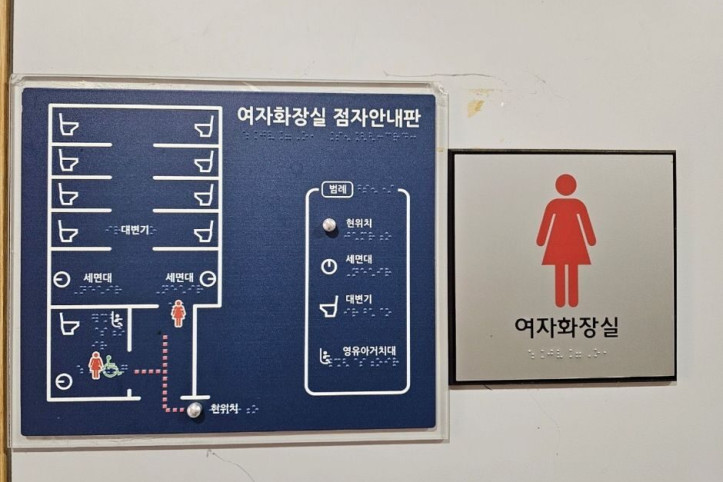 여자화장실 점자안내판
대변기
세면대
세면대
현위치
범례
현위치
세면대
대변기
영유아거치대
여자화장실